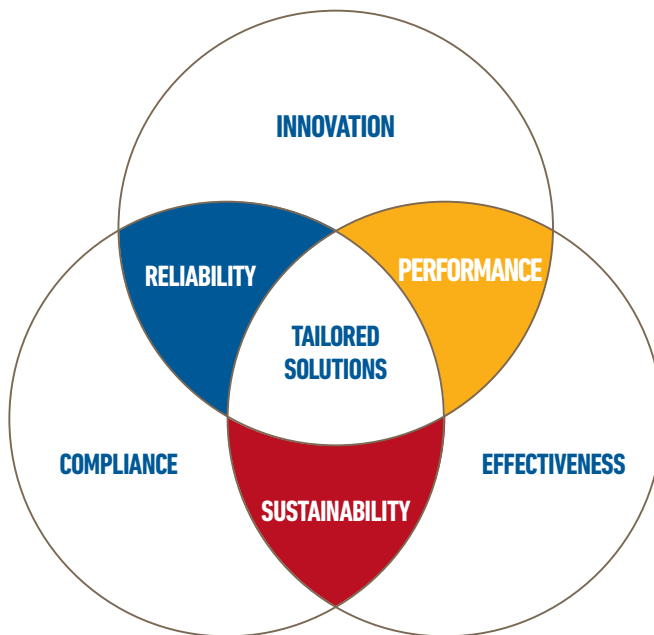 INNOVATION
RELIABILITY
PERFORMANCE
TAILORED
SOLUTIONS
COMPLIANCE
EFFECTIVENESS
SUSTAINABILITY